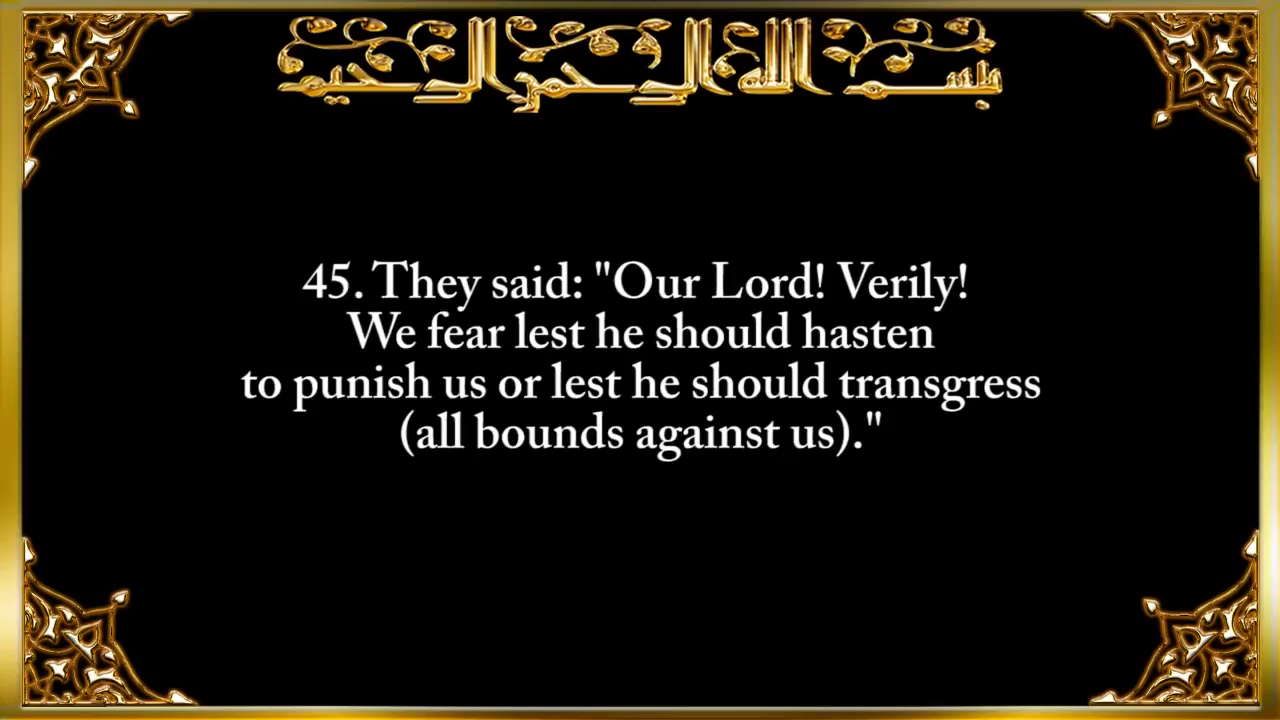 بسم الله الرحمن الرحيم
45. They said: "Our Lord! Verily!
We fear lest he should hasten
to punish us or lest he should transgress
(all bounds against us)."